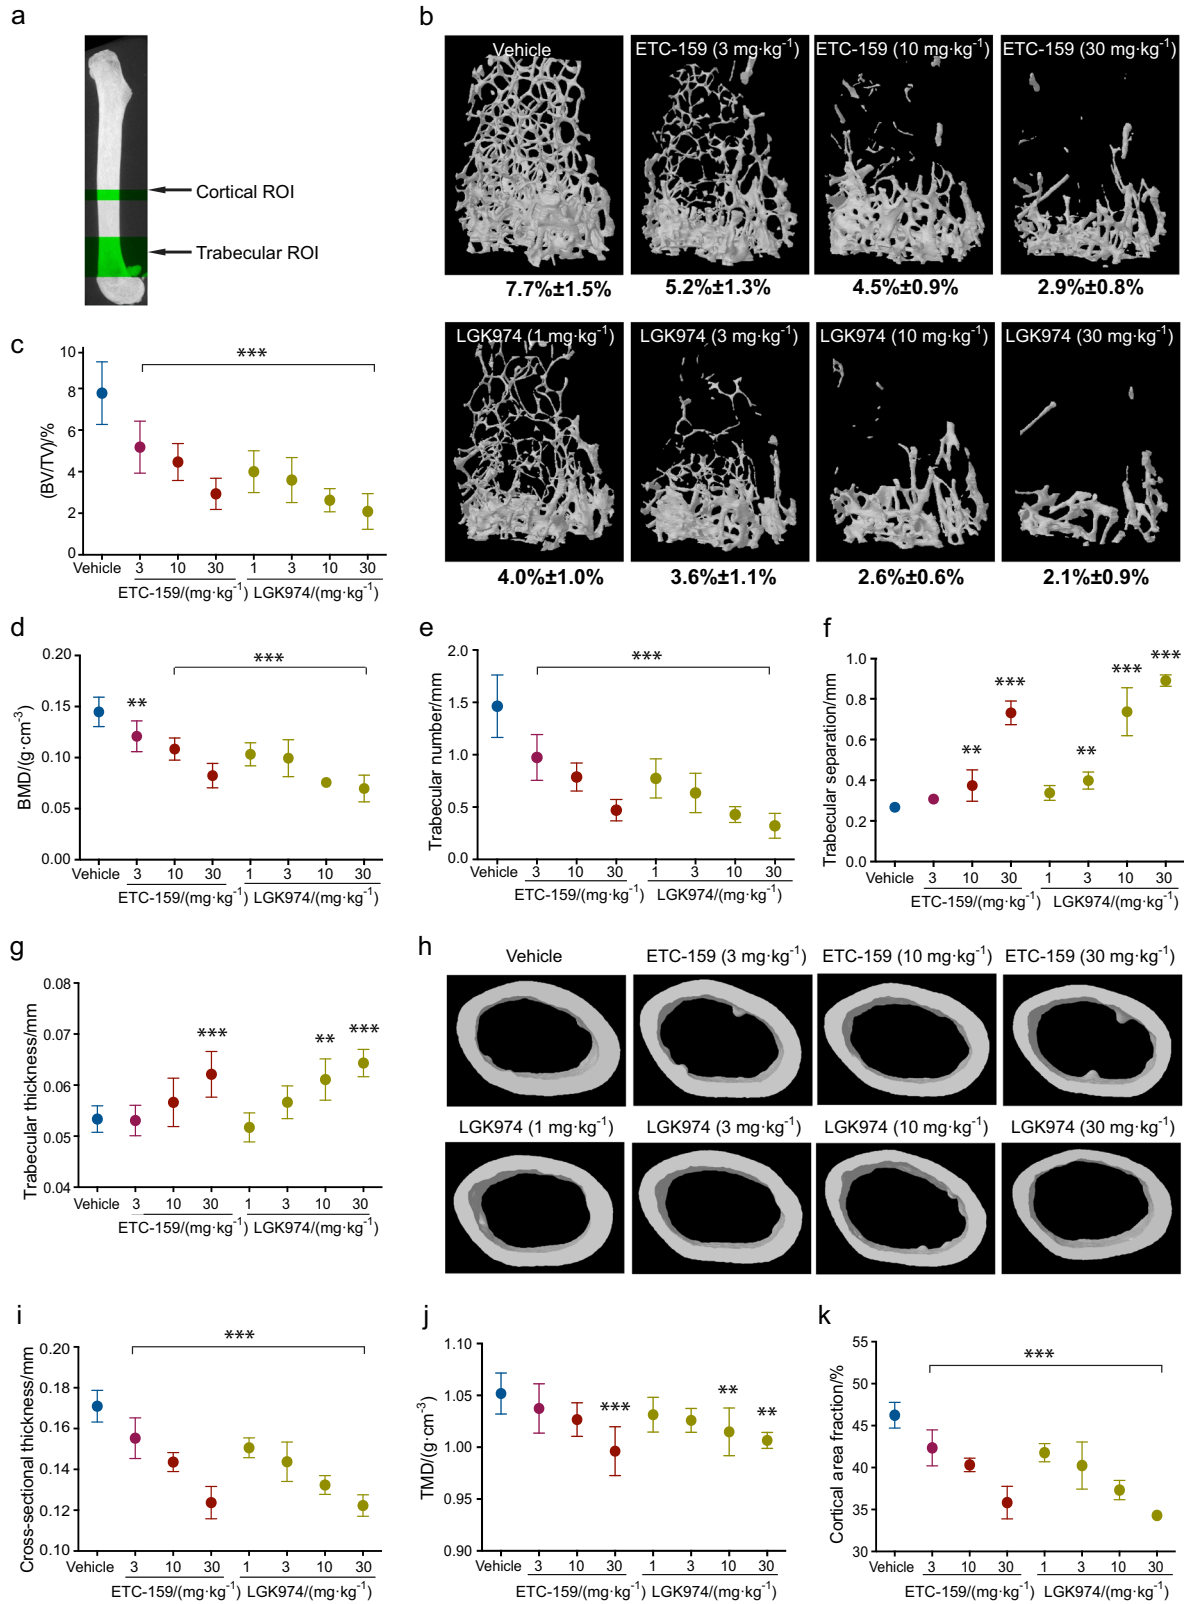 a
Cortical ROI
Trabecular ROI
b
Vehicle
ETC-159 (3 mg·kg⁻¹)
ETC-159 (10 mg·kg⁻¹)
ETC-159 (30 mg·kg⁻¹)
7.7%±1.5%
5.2%±1.3%
4.5%±0.9%
2.9%±0.8%
LGK974 (1 mg·kg⁻¹)
LGK974 (3 mg·kg⁻¹)
LGK974 (10 mg·kg⁻¹)
LGK974 (30 mg·kg⁻¹)
4.0%±1.0%
3.6%±1.1%
2.6%±0.6%
2.1%±0.9%
c
(BV/TV)/%
10
8
6
4
2
0
***
Vehicle 3 10 30 1 3 10 30
ETC-159/(mg·kg⁻¹) LGK974/(mg·kg⁻¹)
d
BMD/(g·cm⁻³)
0.20
0.15
0.10
0.05
0.00
**
***
Vehicle 3 10 30 1 3 10 30
ETC-159/(mg·kg⁻¹) LGK974/(mg·kg⁻¹)
e
Trabecular number/mm
2.0
1.5
1.0
0.5
0.0
***
Vehicle 3 10 30 1 3 10 30
ETC-159/(mg·kg⁻¹) LGK974/(mg·kg⁻¹)
f
Trabecular separation/mm
1.0
0.8
0.6
0.4
0.2
0.0
** *** ** *** ***
Vehicle 3 10 30 1 3 10 30
ETC-159/(mg·kg⁻¹) LGK974/(mg·kg⁻¹)
g
Trabecular thickness/mm
0.08
0.07
0.06
0.05
0.04
*** ** ***
Vehicle 3 10 30 1 3 10 30
ETC-159/(mg·kg⁻¹) LGK974/(mg·kg⁻¹)
h
Vehicle
ETC-159 (3 mg·kg⁻¹)
ETC-159 (10 mg·kg⁻¹)
ETC-159 (30 mg·kg⁻¹)
LGK974 (1 mg·kg⁻¹)
LGK974 (3 mg·kg⁻¹)
LGK974 (10 mg·kg⁻¹)
LGK974 (30 mg·kg⁻¹)
i
Cross-sectional thickness/mm
0.20
0.18
0.16
0.14
0.12
0.10
***
Vehicle 3 10 30 1 3 10 30
ETC-159/(mg·kg⁻¹) LGK974/(mg·kg⁻¹)
j
TMD/(g·cm⁻³)
1.10
1.05
1.00
0.95
0.90
*** ** **
Vehicle 3 10 30 1 3 10 30
ETC-159/(mg·kg⁻¹) LGK974/(mg·kg⁻¹)
k
Cortical area fraction/%
55
50
45
40
35
30
***
Vehicle 3 10 30 1 3 10 30
ETC-159/(mg·kg⁻¹) LGK974/(mg·kg⁻¹)